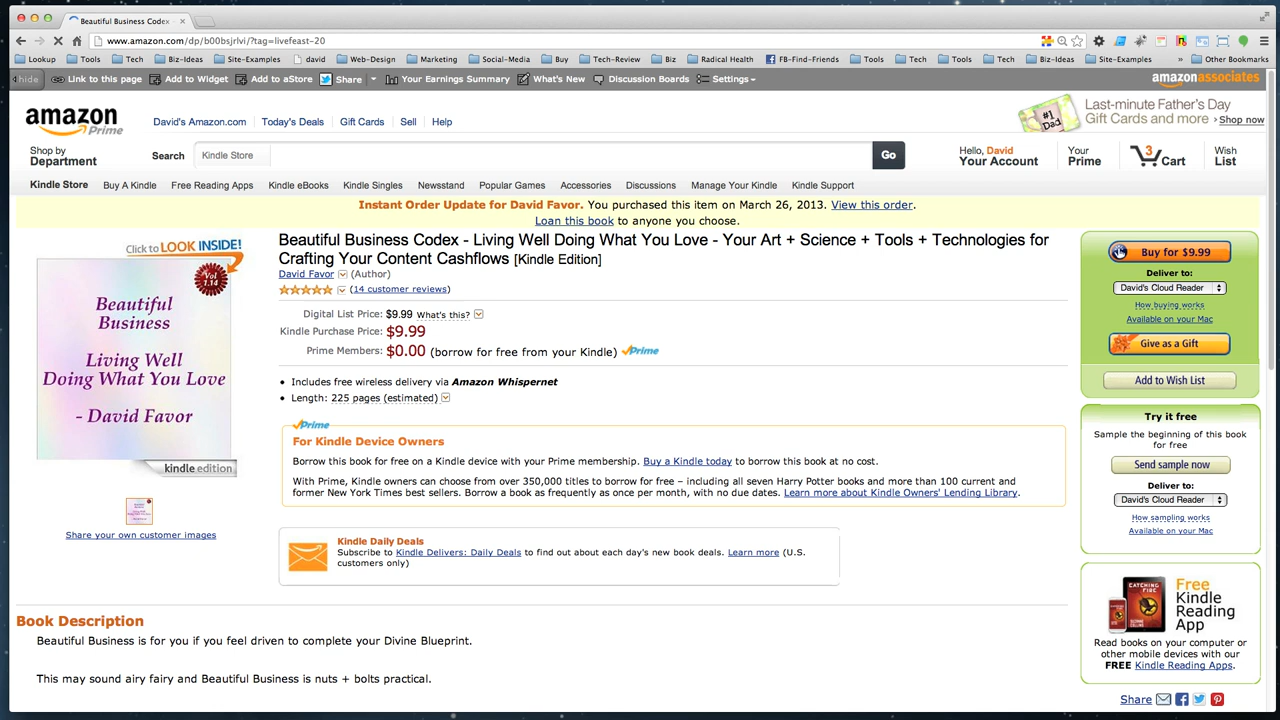 Beautiful Business Codex
www.amazon.com/dp/b00bsjrlvi/?tag=livefeast-20
Lookup Tools Tech Biz-Ideas Site-Examples david Web-Design Marketing Social-Media Buy Tech-Review Biz Radical Health FB-Find-Friends Tools Tech Tools Tech Biz-Ideas Site-Examples » Other Bookmarks
hide Link to this page Add to Widget Add to aStore Share Your Earnings Summary What's New Discussion Boards Settings amazonassociates
amazon Prime
David's Amazon.com Today's Deals Gift Cards Sell Help
#1 Dad
Last-minute Father's Day
Gift Cards and more › Shop now
Shop by
Department
Search Kindle Store Go
Hello, David
Your Account
Your
Prime
3
Cart
Wish
List
Kindle Store Buy A Kindle Free Reading Apps Kindle eBooks Kindle Singles Newsstand Popular Games Accessories Discussions Manage Your Kindle Kindle Support
Instant Order Update for David Favor. You purchased this item on March 26, 2013. View this order.
Loan this book to anyone you choose.
Click to LOOK INSIDE!
Vol
1.14
Beautiful
Business
Living Well
Doing What You Love
- David Favor
kindle edition
Share your own customer images
Beautiful Business Codex - Living Well Doing What You Love - Your Art + Science + Tools + Technologies for
Crafting Your Content Cashflows [Kindle Edition]
David Favor (Author)
(14 customer reviews)
Digital List Price: $9.99 What's this?
Kindle Purchase Price: $9.99
Prime Members: $0.00 (borrow for free from your Kindle) Prime
• Includes free wireless delivery via Amazon Whispernet
• Length: 225 pages (estimated)
Prime
For Kindle Device Owners
Borrow this book for free on a Kindle device with your Prime membership. Buy a Kindle today to borrow this book at no cost.
With Prime, Kindle owners can choose from over 350,000 titles to borrow for free – including all seven Harry Potter books and more than 100 current and
former New York Times best sellers. Borrow a book as frequently as once per month, with no due dates. Learn more about Kindle Owners' Lending Library.
Kindle Daily Deals
Subscribe to Kindle Delivers: Daily Deals to find out about each day's new book deals. Learn more (U.S.
customers only)
Buy for $9.99
Deliver to:
David's Cloud Reader
How buying works
Available on your Mac
Give as a Gift
Add to Wish List
Try it free
Sample the beginning of this book
for free
Send sample now
Deliver to:
David's Cloud Reader
How sampling works
Available on your Mac
CATCHING
FIRE
Free
Kindle
Reading
App
Read books on your computer or
other mobile devices with our
FREE Kindle Reading Apps.
Share
Book Description
Beautiful Business is for you if you feel driven to complete your Divine Blueprint.
This may sound airy fairy and Beautiful Business is nuts + bolts practical.